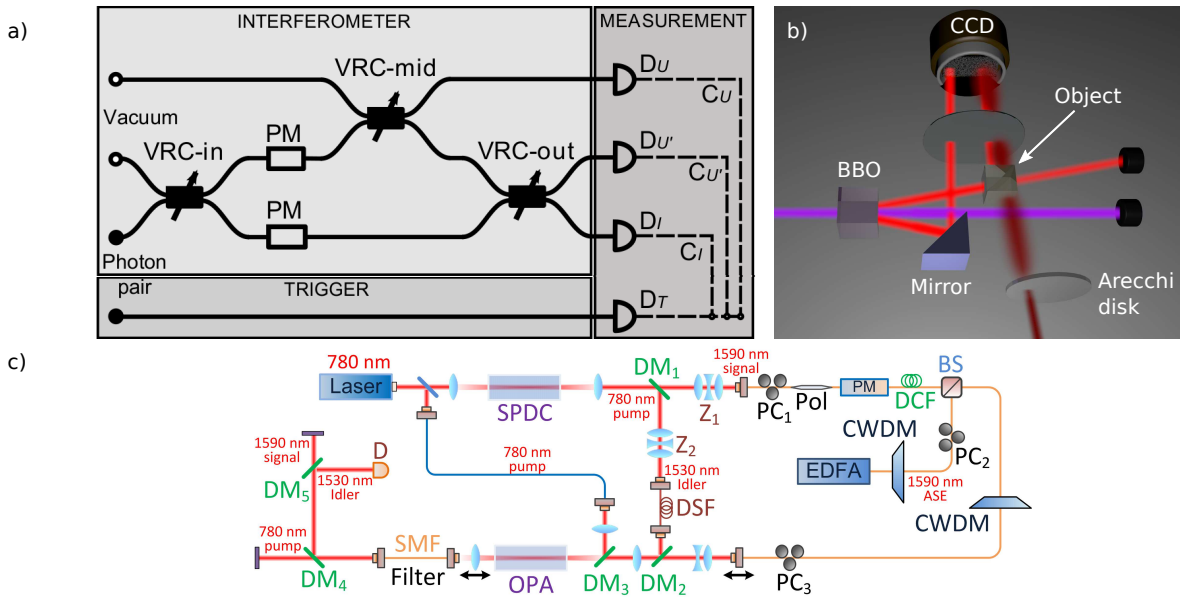 a)
INTERFEROMETER
MEASUREMENT
VRC-mid
Vacuum
VRC-in
PM
VRC-out
PM
Photon
pair
TRIGGER
DU
CU
DU'
CU'
DI
CI
DT
b)
CCD
Object
BBO
Mirror
Arecchi
disk
c)
780 nm
Laser
SPDC
DM1
780 nm
pump
1590 nm
signal
Z1
PC1
Pol
PM
DCF
BS
CWDM
PC2
EDFA
1590 nm
ASE
CWDM
Z2
1530 nm
Idler
DSF
780 nm
pump
1590 nm
signal
D
1530 nm
Idler
DM5
780 nm
pump
DM4
SMF
Filter
OPA
DM3
DM2
PC3